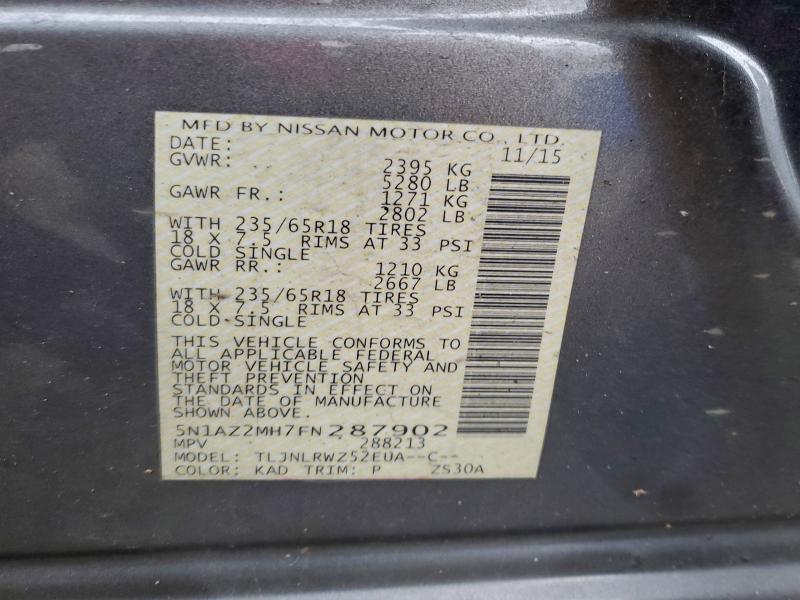 MFD BY NISSAN MOTOR CO., LTD.
DATE: 11/15
GVWR: 2395 KG
5280 LB
GAWR FR.: 1271 KG
2802 LB
WITH 235/65R18 TIRES
18 X 7.5 RIMS AT 33 PSI
COLD SINGLE
GAWR RR.: 1210 KG
2667 LB
WITH 235/65R18 TIRES
18 X 7.5 RIMS AT 33 PSI
COLD SINGLE
THIS VEHICLE CONFORMS TO
ALL APPLICABLE FEDERAL
MOTOR VEHICLE SAFETY AND
THEFT PREVENTION
STANDARDS IN EFFECT ON
THE DATE OF MANUFACTURE
SHOWN ABOVE.
5N1AZ2MH7FN287902
MPV 288213
MODEL: TLJNLRWZ52EUA--C--
COLOR: KAD TRIM: P ZS30A